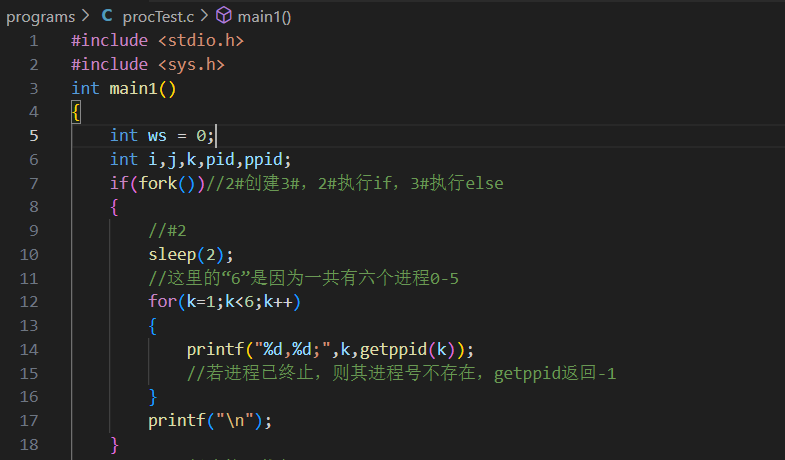 programs > C procTest.c > main1()
1 #include <stdio.h>
2 #include <sys.h>
3 int main1()
4 {
5 int ws = 0;
6 int i,j,k,pid,ppid;
7 if(fork())//2#创建3#，2#执行if，3#执行else
8 {
9 //#2
10 sleep(2);
11 //这里的“6”是因为一共有六个进程0-5
12 for(k=1;k<6;k++)
13 {
14 printf("%d,%d;",k,getppid(k));
15 //若进程已终止，则其进程号不存在，getppid返回-1
16 }
17 printf("\n");
18 }